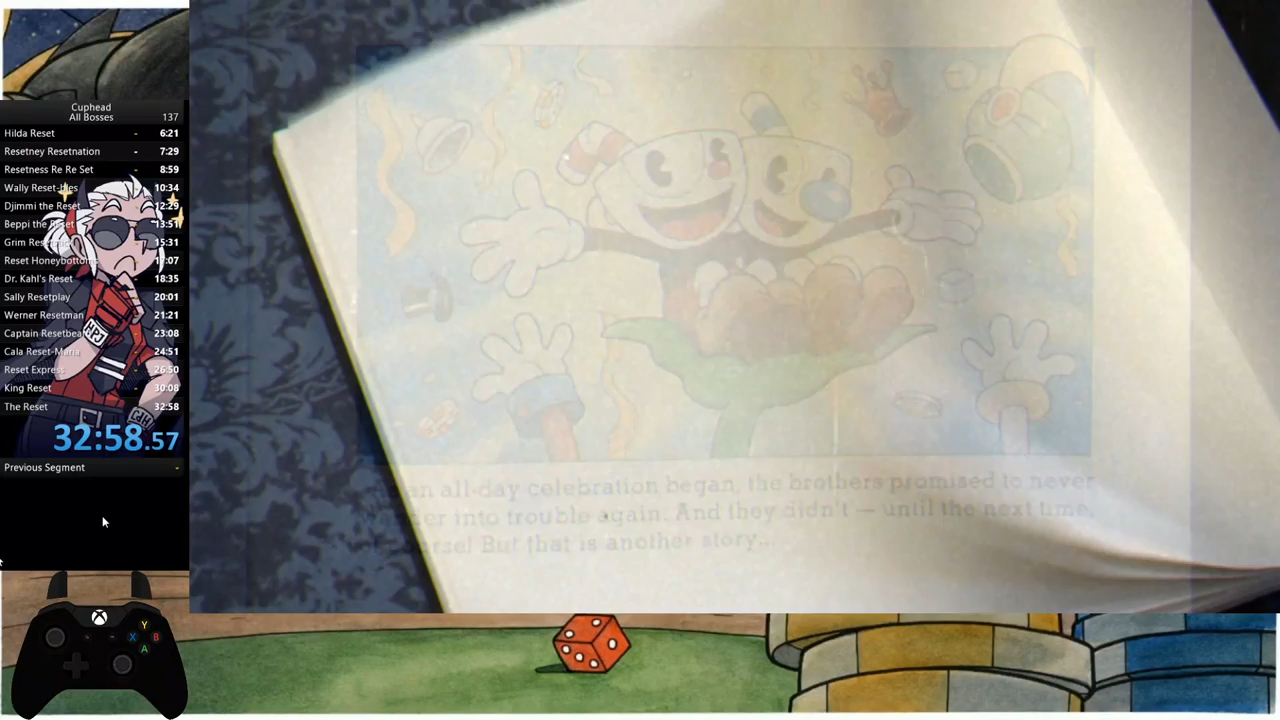 Cuphead
All Bosses 137
Hilda Reset - 6:21
Resetney Resetnation - 7:29
Resetness Re Re Set - 8:59
Wally Reset-bles 10:34
Djimmi the Reset 12:29
Beppi the Reset 13:51
Grim 15:31
Reset Honeybottoms 17:07
Dr. Kahl's Reset 18:35
Sally Resetplay - 20:01
Werner Resetman 21:21
Captain Resetbeard 23:08
Cala Reset-Maria 24:51
Reset Express 26:50
King Reset 30:08
The Reset 32:58
32:58.57
Previous Segment -
an all-day celebration began, the brothers promised to never
into trouble again. And they didn't — until the next time,
But that is another story...
Y
X B
A